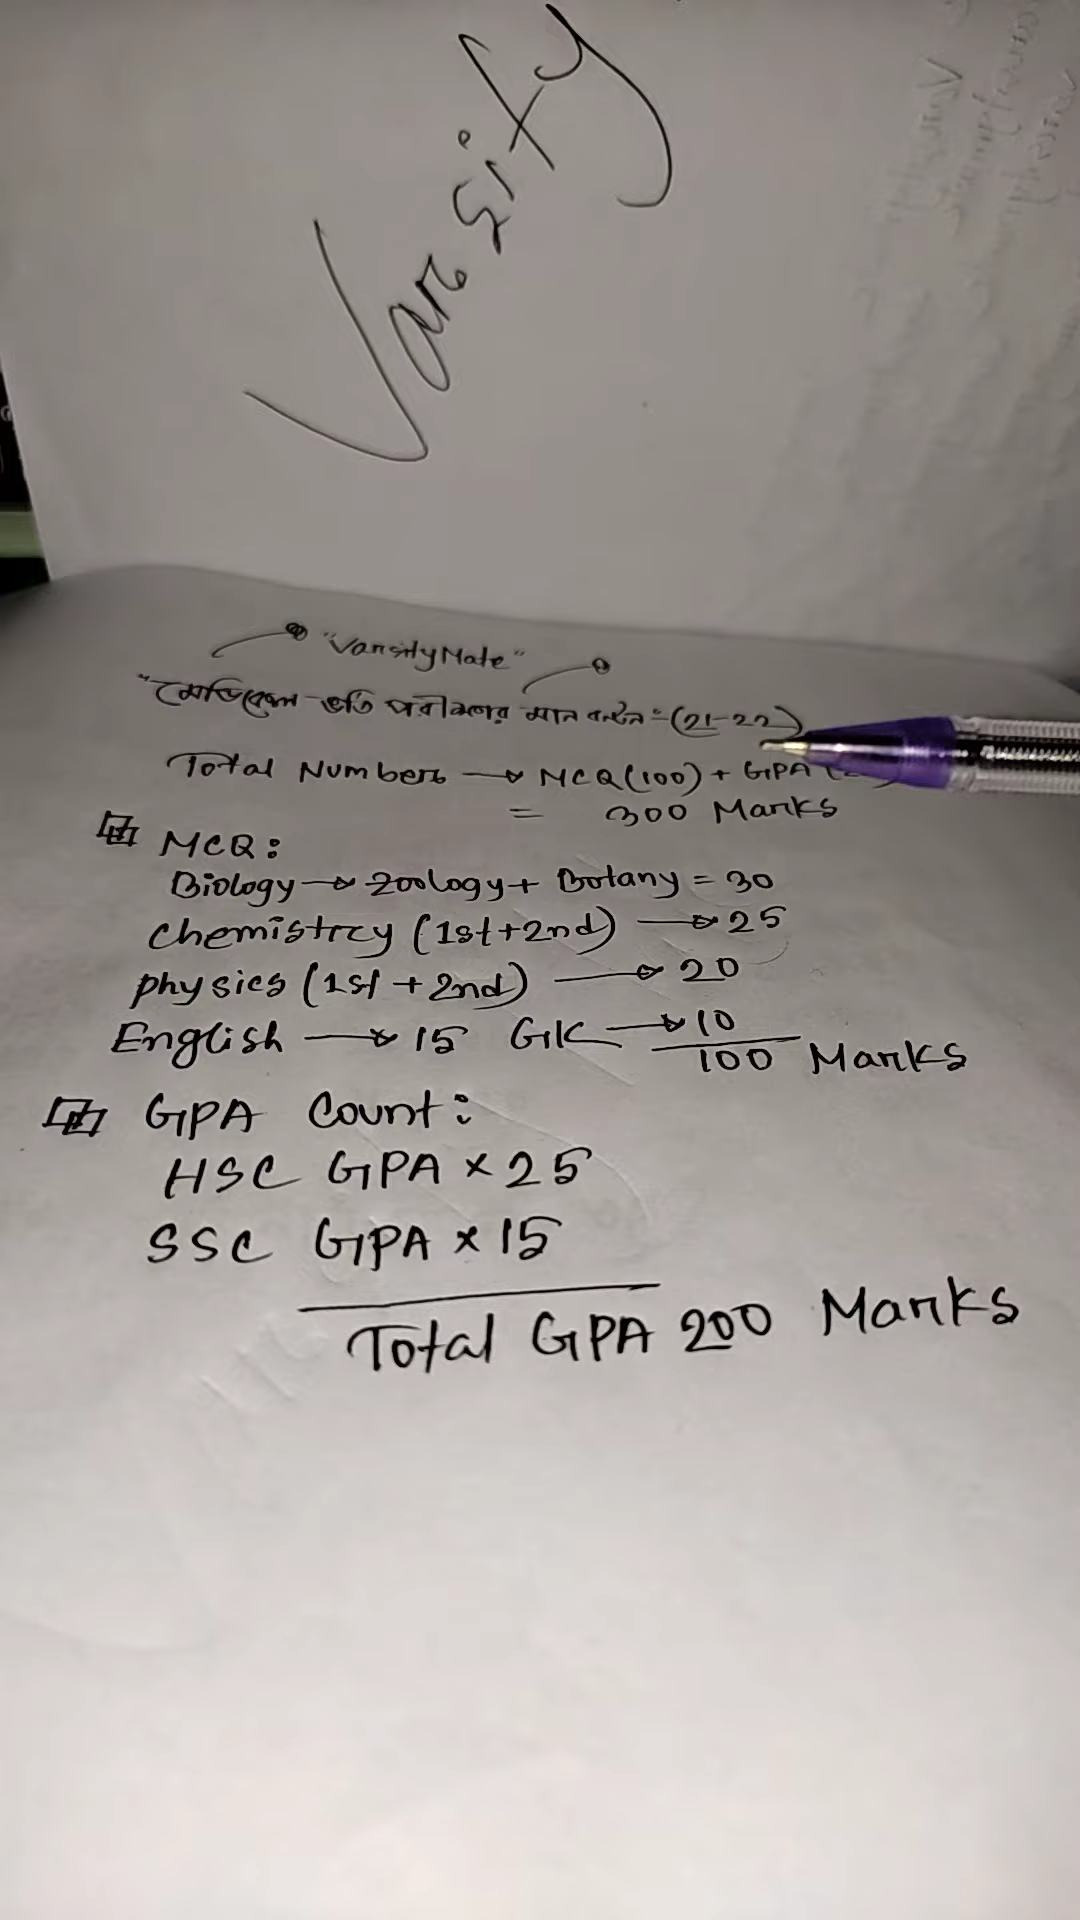 Varsity
"VarsityMate"
"মেডিকেল ভর্তি পরীক্ষার মান বন্টন"=(21-22)
Total Numbers → MCQ(100) + GPA
= 300 Marks
MCQ:
Biology → Zoology + Botany = 30
chemistry (1st+2nd) → 25
physics (1st + 2nd) → 20
English → 15 GK → 10
100 Marks
GPA Count:
HSC GPA × 25
SSC GPA × 15
Total GPA 200 Marks